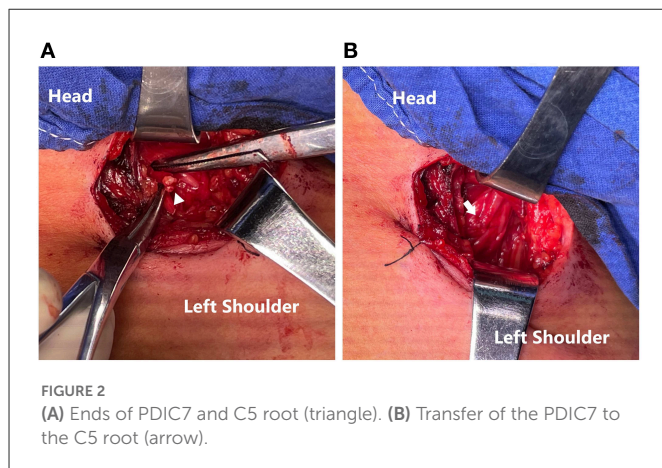 A
B
Head
Head
Left Shoulder
Left Shoulder
FIGURE 2
(A) Ends of PDIC7 and C5 root (triangle). (B) Transfer of the PDIC7 to
the C5 root (arrow).